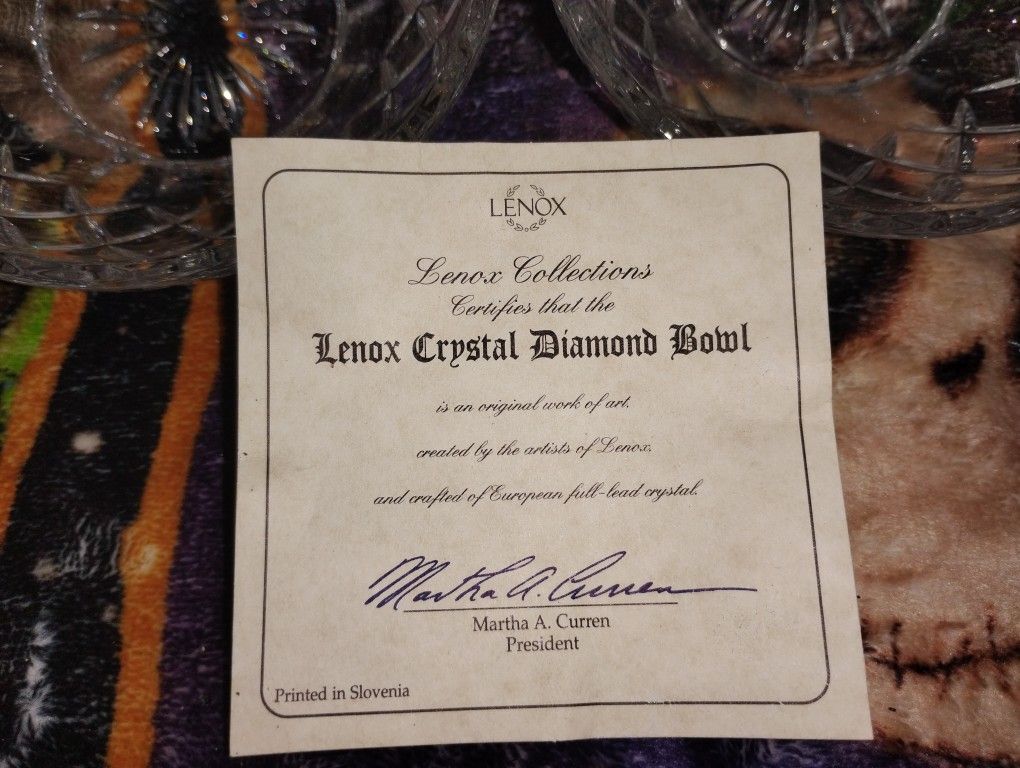 LENOX
Lenox Collections
Certifies that the
Lenox Crystal Diamond Bowl
is an original work of art,
created by the artists of Lenox,
and crafted of European full-lead crystal.
Martha A. Curren
Martha A. Curren
President
Printed in Slovenia